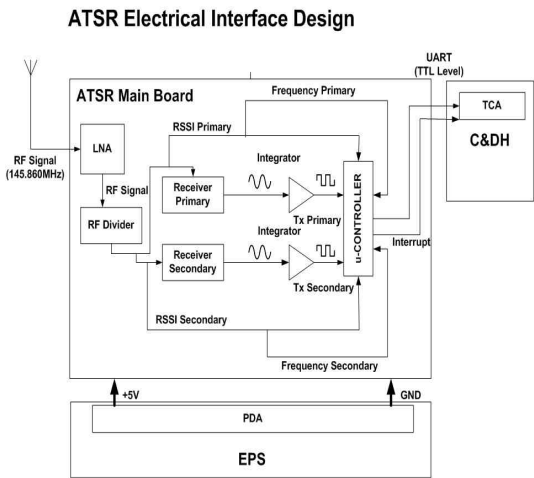 ATSR Electrical Interface Design
UART
(TTL Level)
ATSR Main Board
Frequency Primary
TCA
C&DH
RSSI Primary
LNA
RF Signal
(145.860MHz)
Integrator
RF Signal
Receiver
Primary
Tx Primary
RF Divider
Integrator
u-CONTROLLER
Interrupt
Receiver
Secondary
Tx Secondary
RSSI Secondary
Frequency Secondary
+5V
GND
PDA
EPS